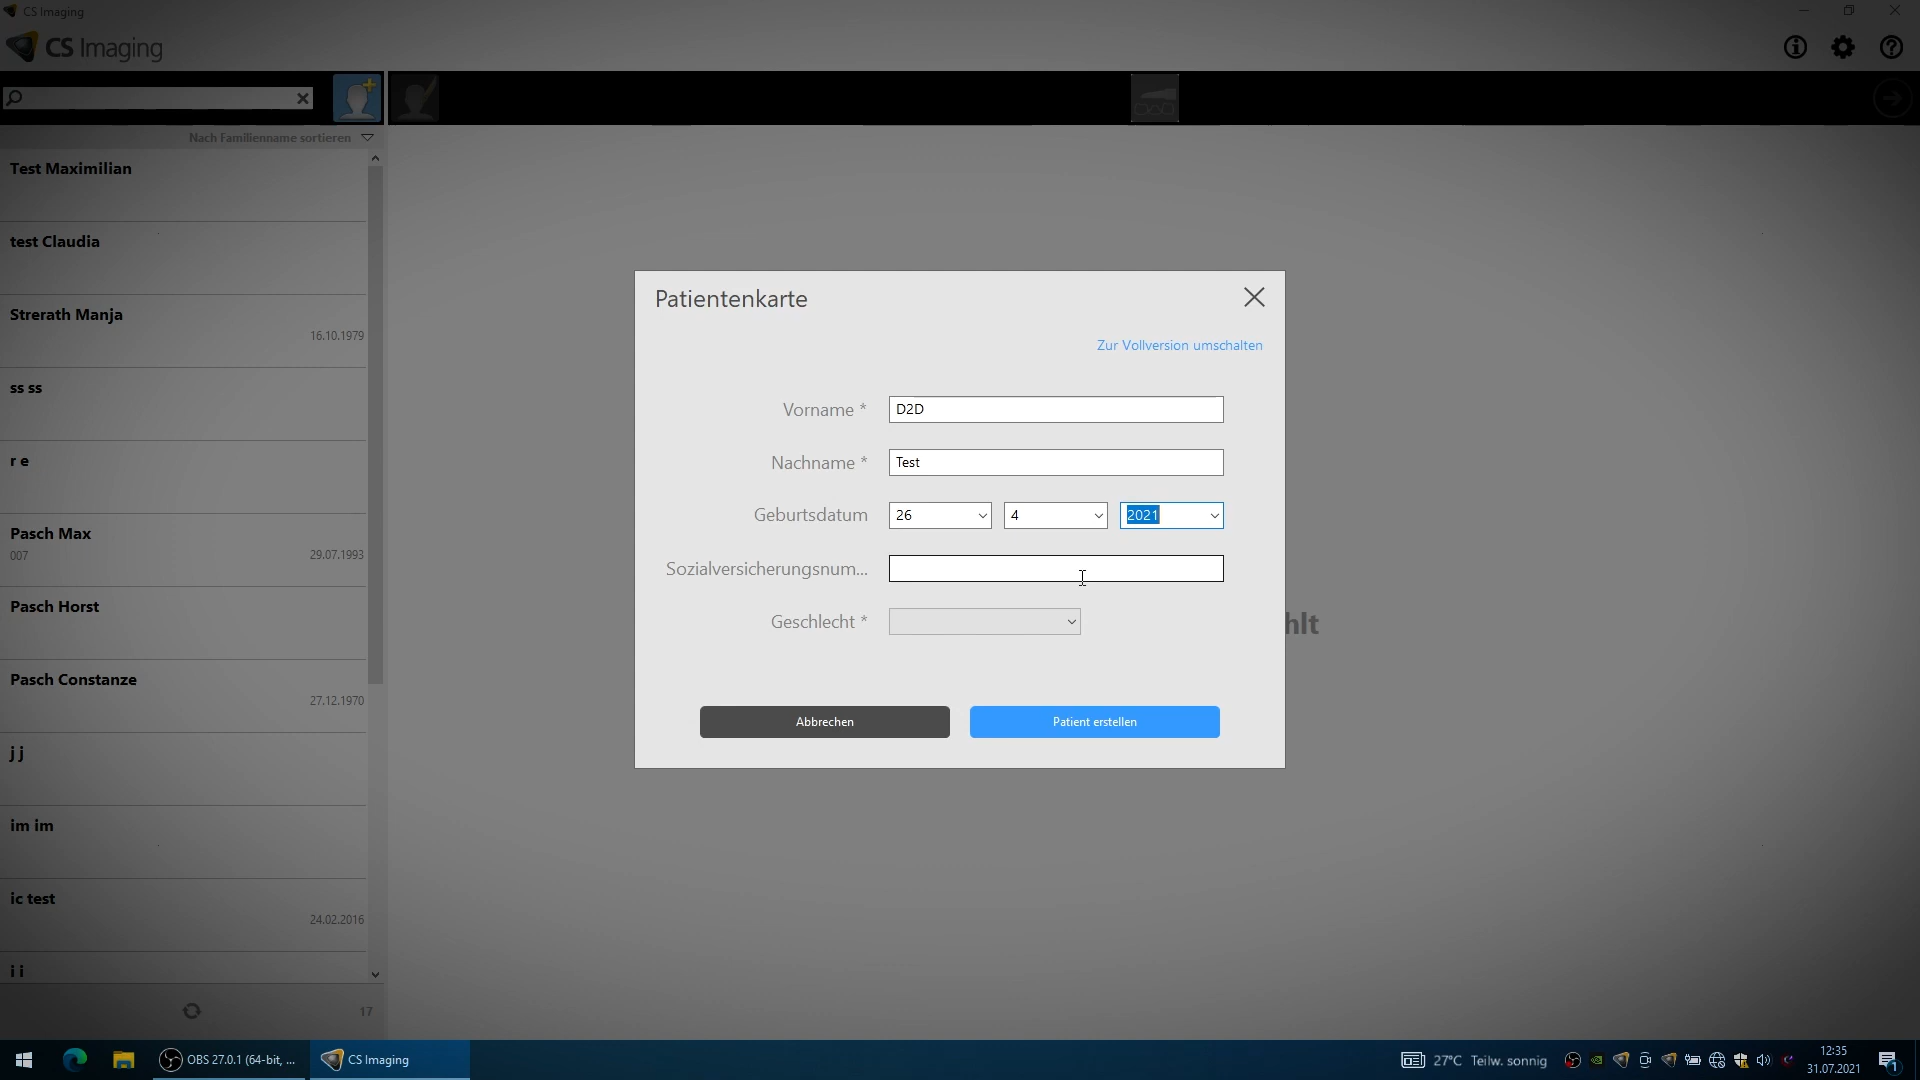 CS Imaging
CS Imaging
Nach Familienname sortieren
Test Maximilian
test Claudia
Strerath Manja
16.10.1979
ss ss
r e
Pasch Max
007
29.07.1993
Pasch Horst
Pasch Constanze
27.12.1970
j j
im im
ic test
24.02.2016
i i
17
Patientenkarte
Zur Vollversion umschalten
Vorname *
D2D
Nachname *
Test
Geburtsdatum
26
4
2021
Sozialversicherungsnum...
Geschlecht *
hlt
Abbrechen
Patient erstellen
OBS 27.0.1 (64-bit, ...
CS Imaging
27°C Teilw. sonnig
12:35
31.07.2021
1